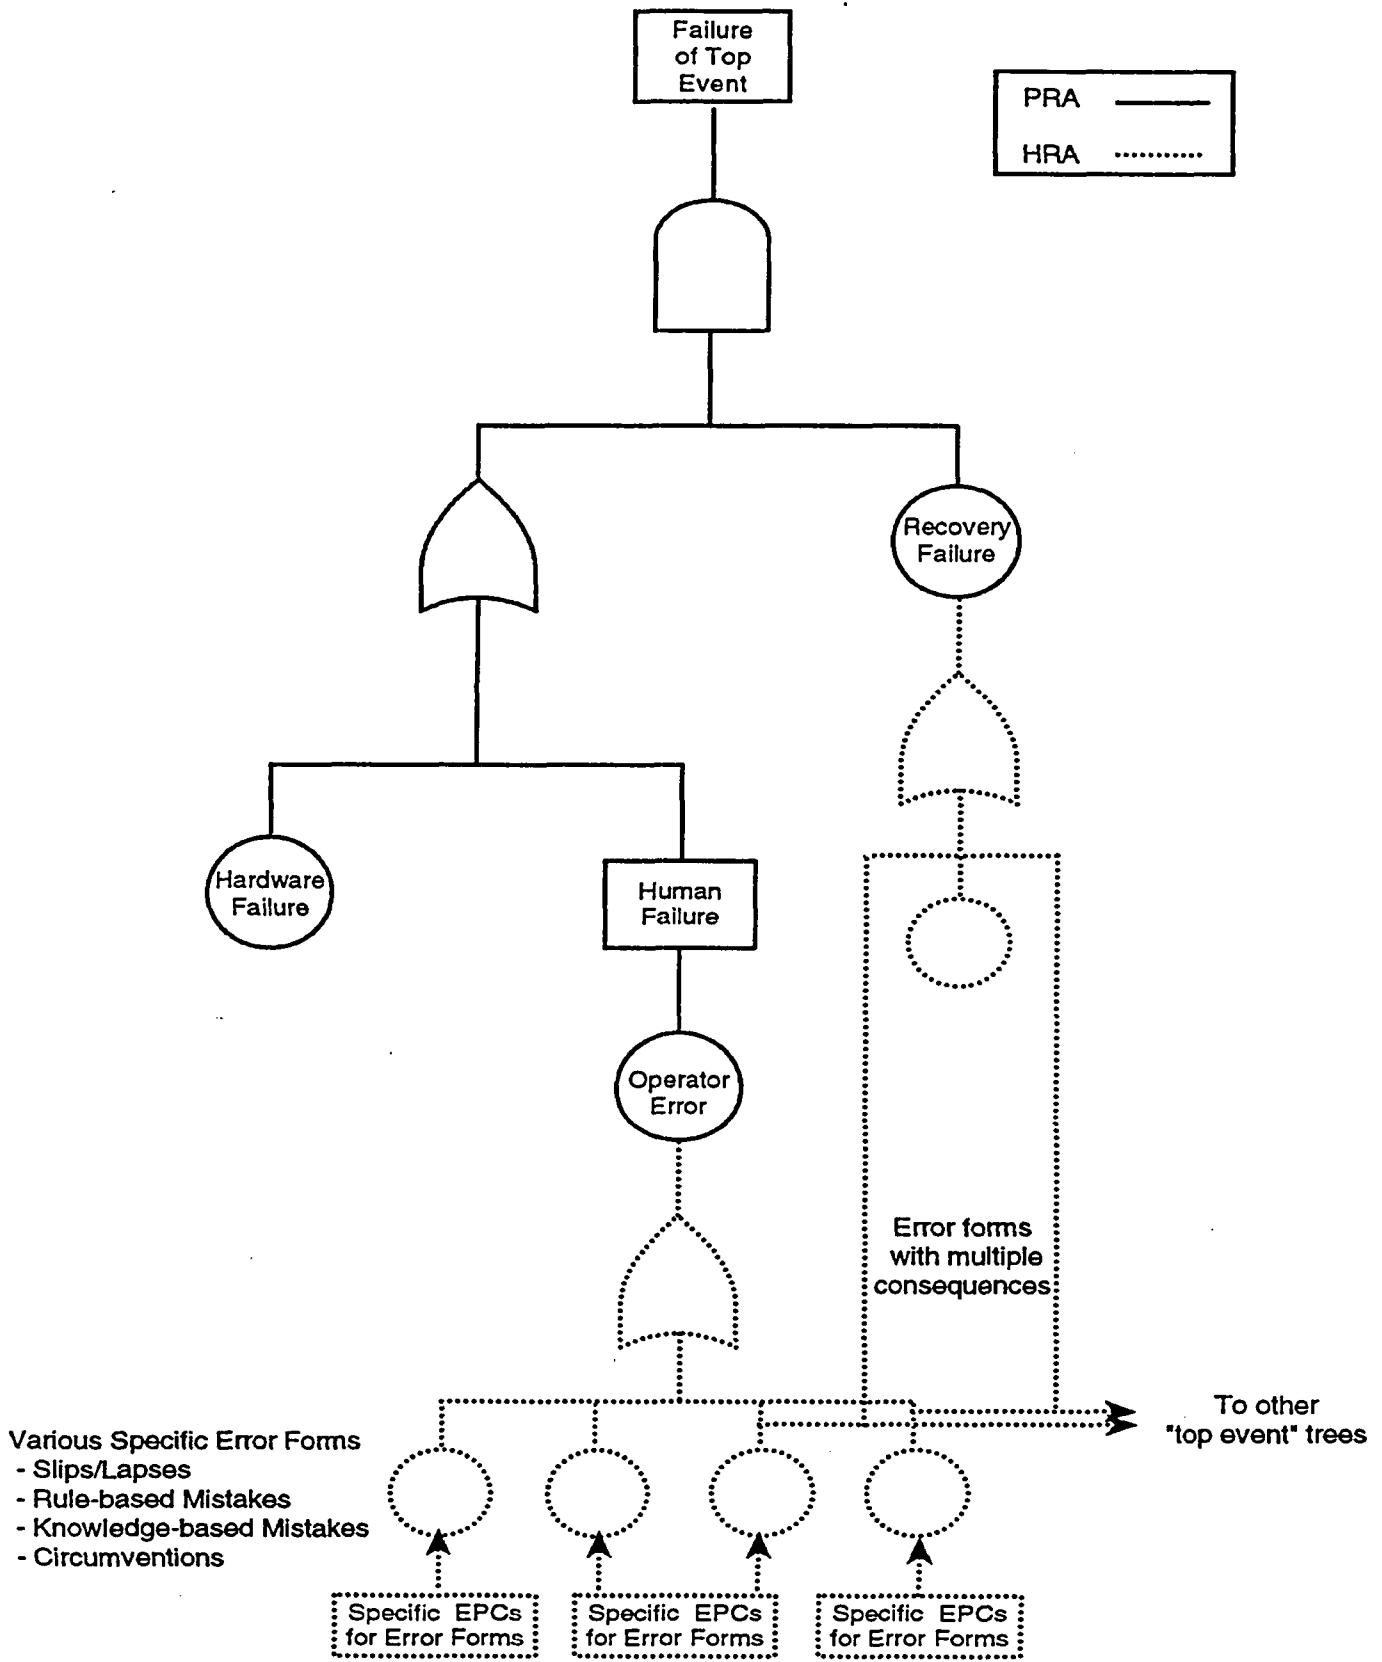 Failure
of Top
Event
PRA
HRA
Recovery
Failure
Hardware
Failure
Human
Failure
Operator
Error
Error forms
with multiple
consequences
To other
"top event" trees
Various Specific Error Forms
- Slips/Lapses
- Rule-based Mistakes
- Knowledge-based Mistakes
- Circumventions
Specific EPCs
for Error Forms
Specific EPCs
for Error Forms
Specific EPCs
for Error Forms